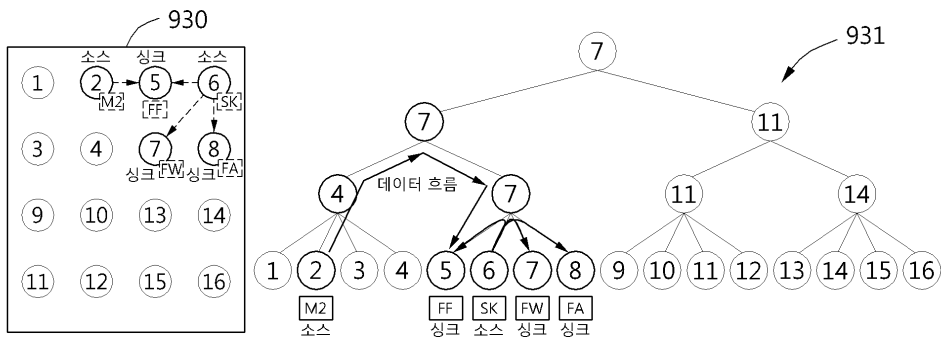 930
소스 싱크 소스
1 2 5 6
M2 FF SK
3 4 7 8
싱크 FW 싱크 FA
9 10 13 14
11 12 15 16
931
7
7 11
4 데이터 흐름 7 11 14
1 2 3 4 5 6 7 8 9 10 11 12 13 14 15 16
M2 FF SK FW FA
소스 싱크 소스 싱크 싱크